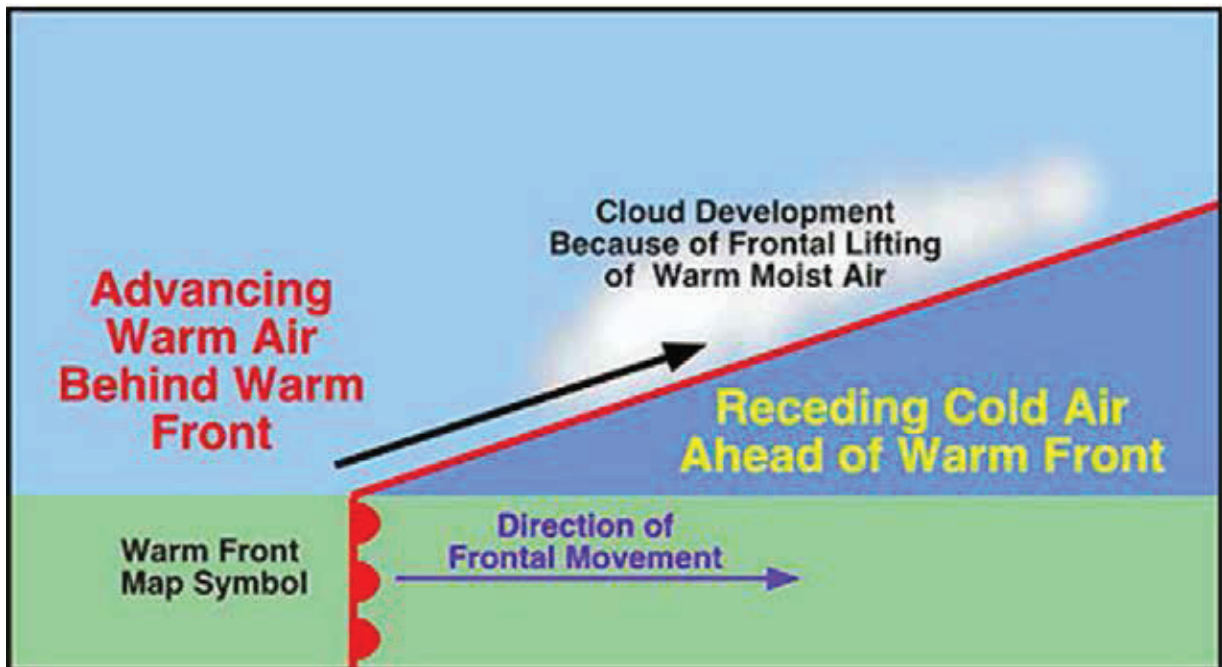 Cloud Development
Because of Frontal Lifting
of Warm Moist Air
Advancing
Warm Air
Behind Warm
Front
Receding Cold Air
Ahead of Warm Front
Warm Front
Map Symbol
Direction of
Frontal Movement